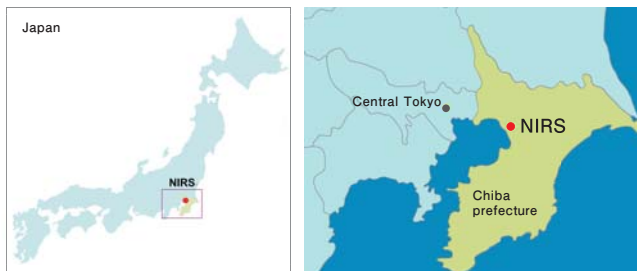 Japan
NIRS
Central Tokyo
NIRS
Chiba
prefecture